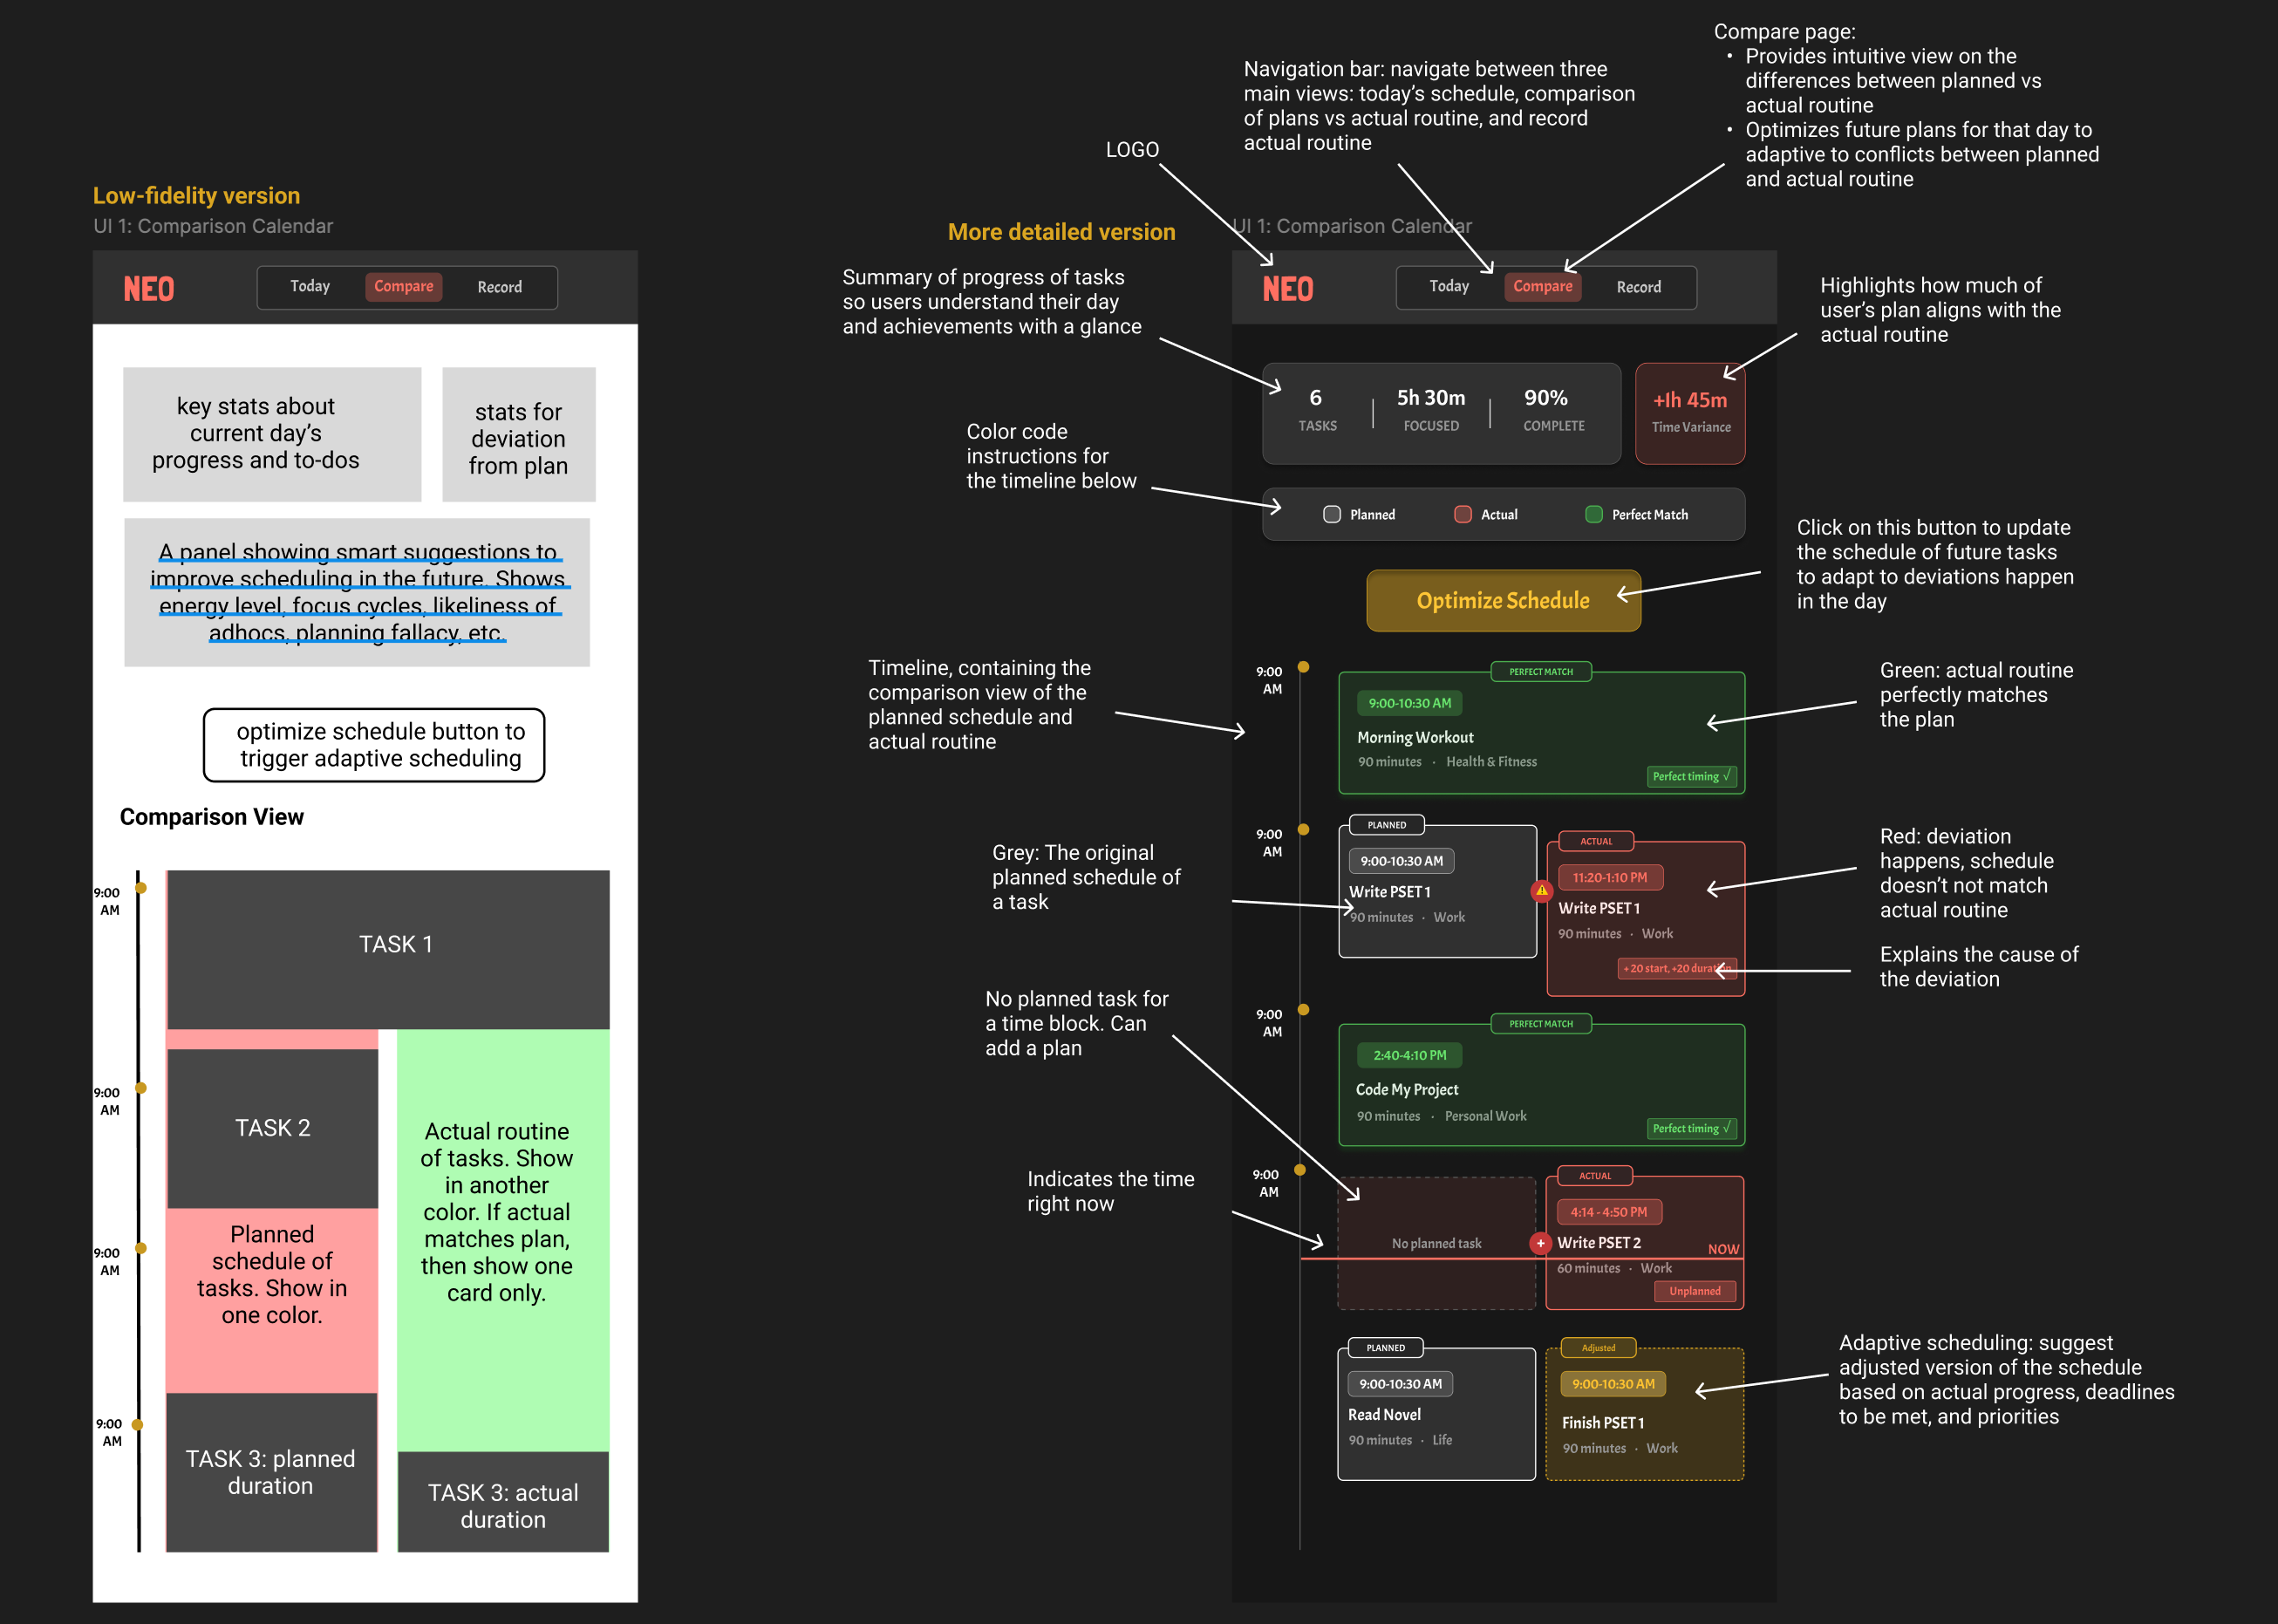 Low-fidelity version
UI 1: Comparison Calendar
NEO
Today
Compare
Record
key stats about
current day's
progress and to-dos
stats for
deviation
from plan
A panel showing smart suggestions to
improve scheduling in the future. Shows
energy level, focus cycles, likeliness of
adhocs, planning fallacy, etc.
optimize schedule button to
trigger adaptive scheduling
Comparison View
9:00
AM
TASK 1
9:00
AM
TASK 2
9:00
AM
Planned
schedule of
tasks. Show in
one color.
Actual routine
of tasks. Show
in another
color. If actual
matches plan,
then show one
card only.
9:00
AM
TASK 3: planned
duration
TASK 3: actual
duration
More detailed version
UI 1: Comparison Calendar
LOGO
Navigation bar: navigate between three
main views: today's schedule, comparison
of plans vs actual routine, and record
actual routine
Compare page:
• Provides intuitive view on the
differences between planned vs
actual routine
• Optimizes future plans for that day to
adaptive to conflicts between planned
and actual routine
NEO
Today
Compare
Record
Summary of progress of tasks
so users understand their day
and achievements with a glance
Highlights how much of
user's plan aligns with the
actual routine
6
TASKS
5h 30m
FOCUSED
90%
COMPLETE
+1h 45m
Time Variance
Color code
instructions for
the timeline below
Planned
Actual
Perfect Match
Click on this button to update
the schedule of future tasks
to adapt to deviations happen
in the day
Optimize Schedule
Timeline, containing the
comparison view of the
planned schedule and
actual routine
9:00
AM
PERFECT MATCH
9:00-10:30 AM
Morning Workout
90 minutes · Health & Fitness
Perfect timing √
Green: actual routine
perfectly matches
the plan
9:00
AM
Grey: The original
planned schedule of
a task
PLANNED
9:00-10:30 AM
Write PSET 1
90 minutes · Work
ACTUAL
11:20-1:10 PM
Write PSET 1
90 minutes · Work
+ 20 start, +20 duration
Red: deviation
happens, schedule
doesn't not match
actual routine
Explains the cause of
the deviation
No planned task for
a time block. Can
add a plan
9:00
AM
PERFECT MATCH
2:40-4:10 PM
Code My Project
90 minutes · Personal Work
Perfect timing √
Indicates the time
right now
9:00
AM
No planned task
+
ACTUAL
4:14 - 4:50 PM
Write PSET 2
NOW
60 minutes · Work
Unplanned
PLANNED
9:00-10:30 AM
Read Novel
90 minutes · Life
Adjusted
9:00-10:30 AM
Finish PSET 1
90 minutes · Work
Adaptive scheduling: suggest
adjusted version of the schedule
based on actual progress, deadlines
to be met, and priorities